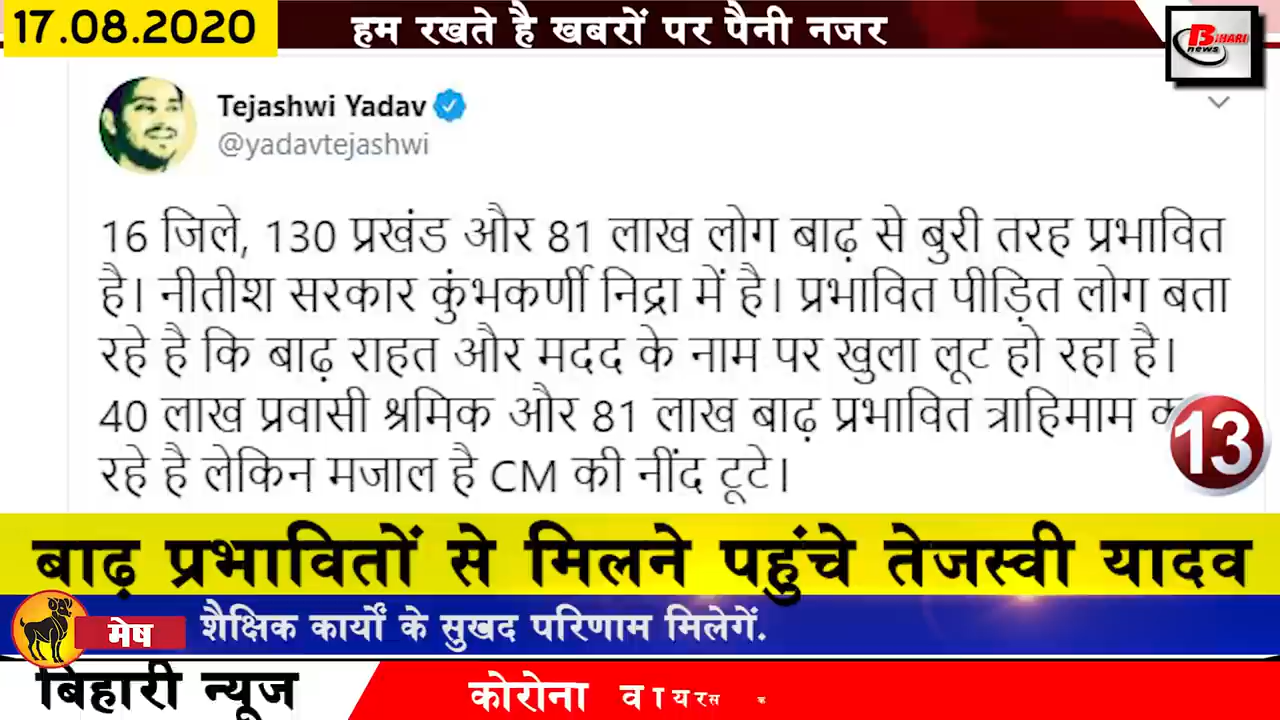 17.08.2020
हम रखते है खबरों पर पैनी नजर
BIHARI
news
Tejashwi Yadav
@yadavtejashwi
16 जिले, 130 प्रखंड और 81 लाख लोग बाढ़ से बुरी तरह प्रभावित
है। नीतीश सरकार कुंभकर्णी निद्रा में है। प्रभावित पीड़ित लोग बता
रहे है कि बाढ़ राहत और मदद के नाम पर खुला लूट हो रहा है।
40 लाख प्रवासी श्रमिक और 81 लाख बाढ़ प्रभावित त्राहिमाम
रहे है लेकिन मजाल है CM की नींद टूटे।
13
बाढ़ प्रभावितों से मिलने पहुंचे तेजस्वी यादव
मेष
शैक्षिक कार्यों के सुखद परिणाम मिलेगें.
बिहारी न्यूज
कोरोना वायरस क